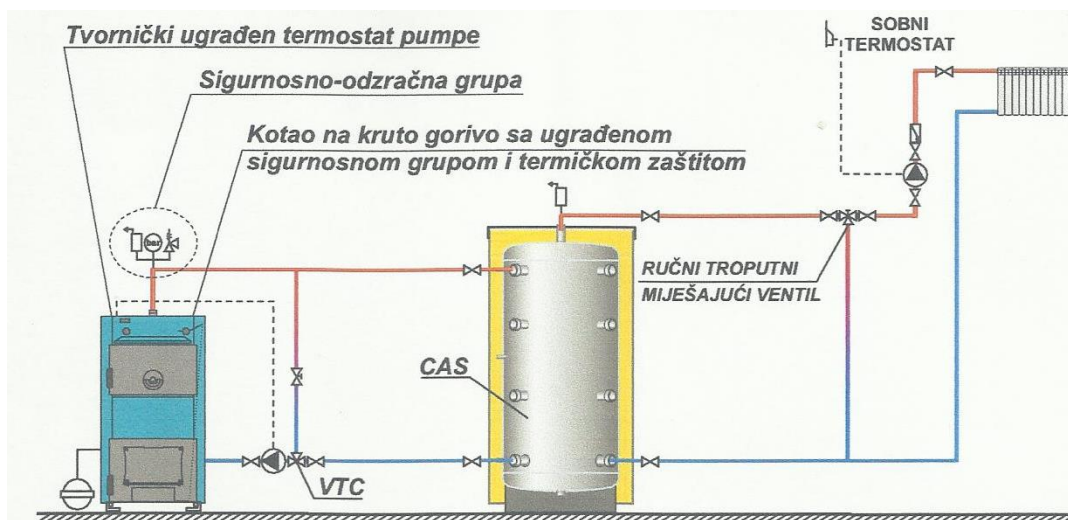 Tvornički ugrađen termostat pumpe
Sigurnosno-odzračna grupa
Kotao na kruto gorivo sa ugrađenom
sigurnosnom grupom i termičkom zaštitom
SOBNI
TERMOSTAT
bar
RUČNI TROPUTNI
MIJEŠAJUĆI VENTIL
CAS
VTC